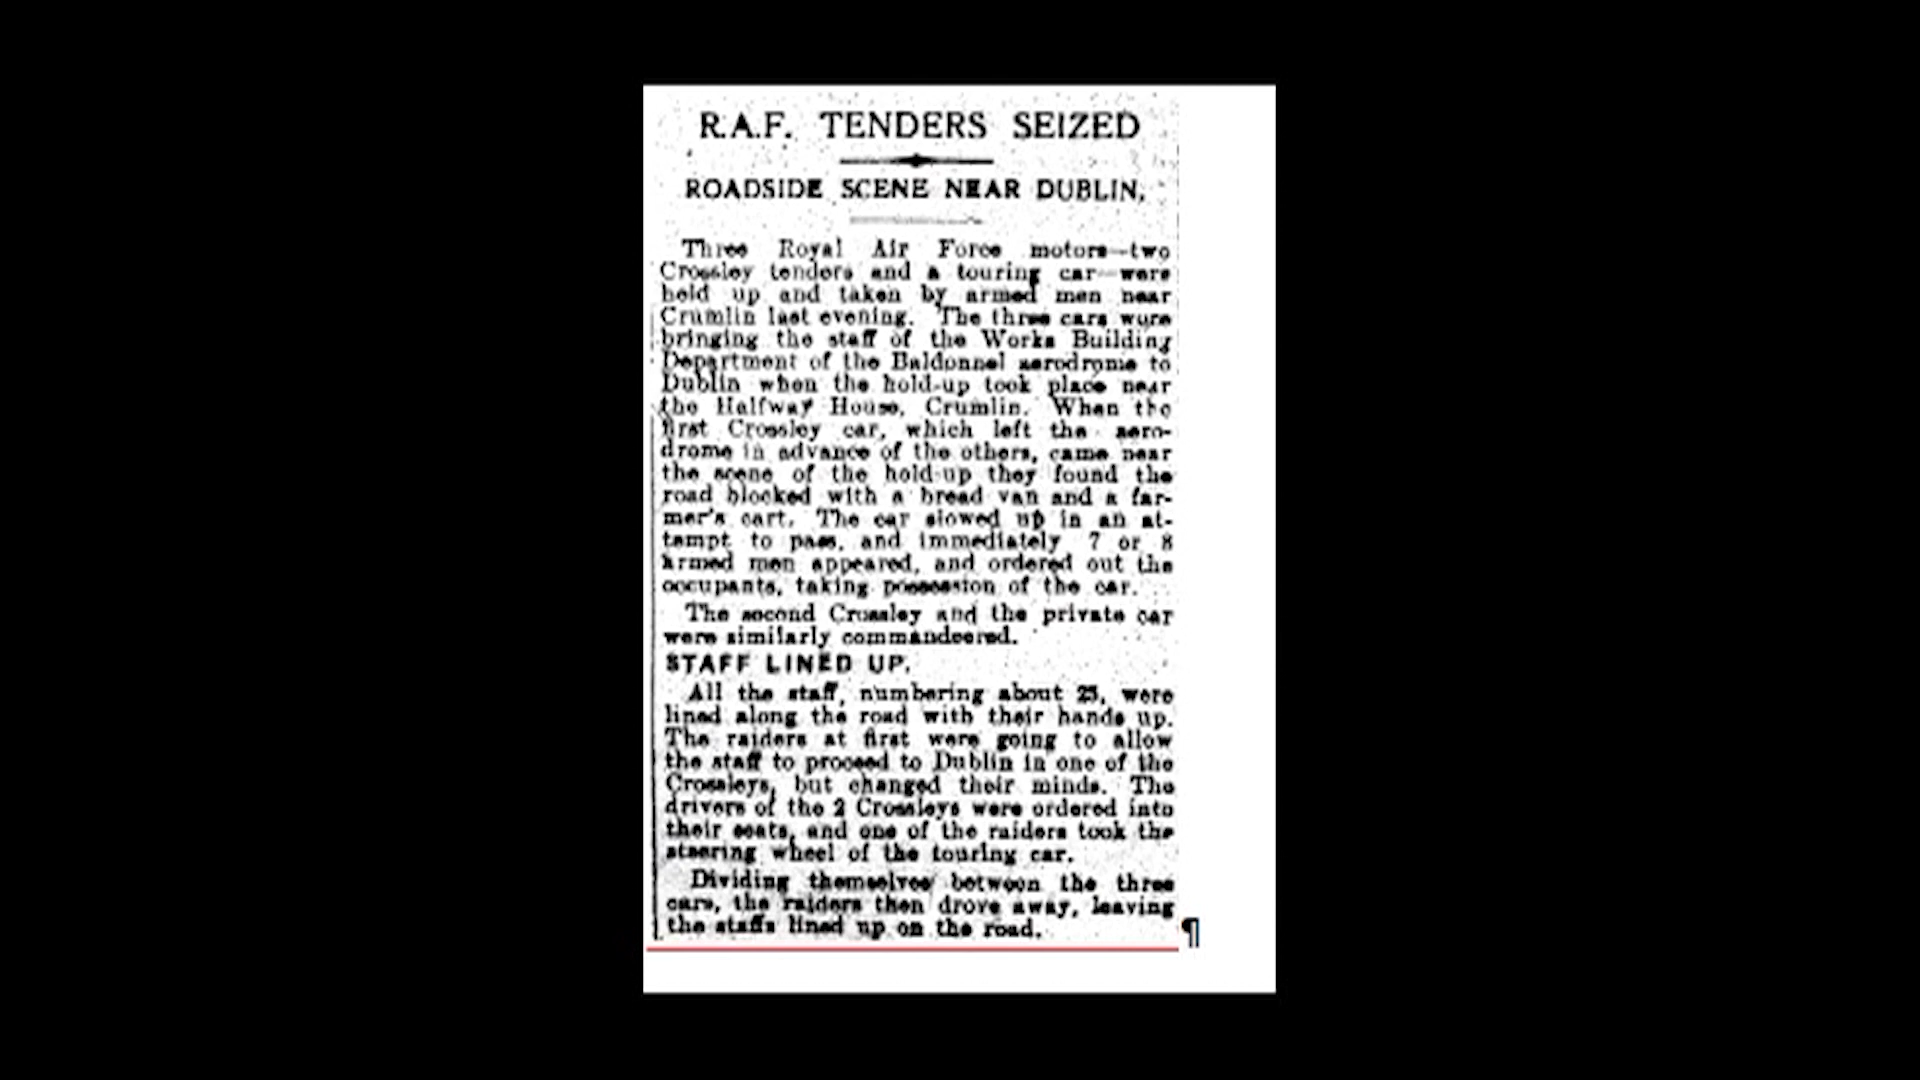 R.A.F. TENDERS SEIZED
ROADSIDE SCENE NEAR DUBLIN.
Three Royal Air Force motors—two
Crossley tenders and a touring car—were
held up and taken by armed men near
Crumlin last evening. The three cars were
bringing the staff of the Works Building
Department of the Baldonnel aerodrome to
Dublin when the hold-up took place near
the Halfway House, Crumlin. When the
first Crossley car, which left the aero-
drome in advance of the others, came near
the scene of the hold-up they found the
road blocked with a bread van and a far-
mer's cart. The car slowed up in an at-
tempt to pass, and immediately 7 or 8
armed men appeared, and ordered out the
occupants, taking possession of the car.
The second Crossley and the private car
were similarly commandeered.
STAFF LINED UP.
All the staff, numbering about 25, were
lined along the road with their hands up.
The raiders at first were going to allow
the staff to proceed to Dublin in one of the
Crossleys, but changed their minds. The
drivers of the 2 Crossleys were ordered into
their seats, and one of the raiders took the
steering wheel of the touring car.
Dividing themselves between the three
cars, the raiders then drove away, leaving
the staffs lined up on the road. ¶